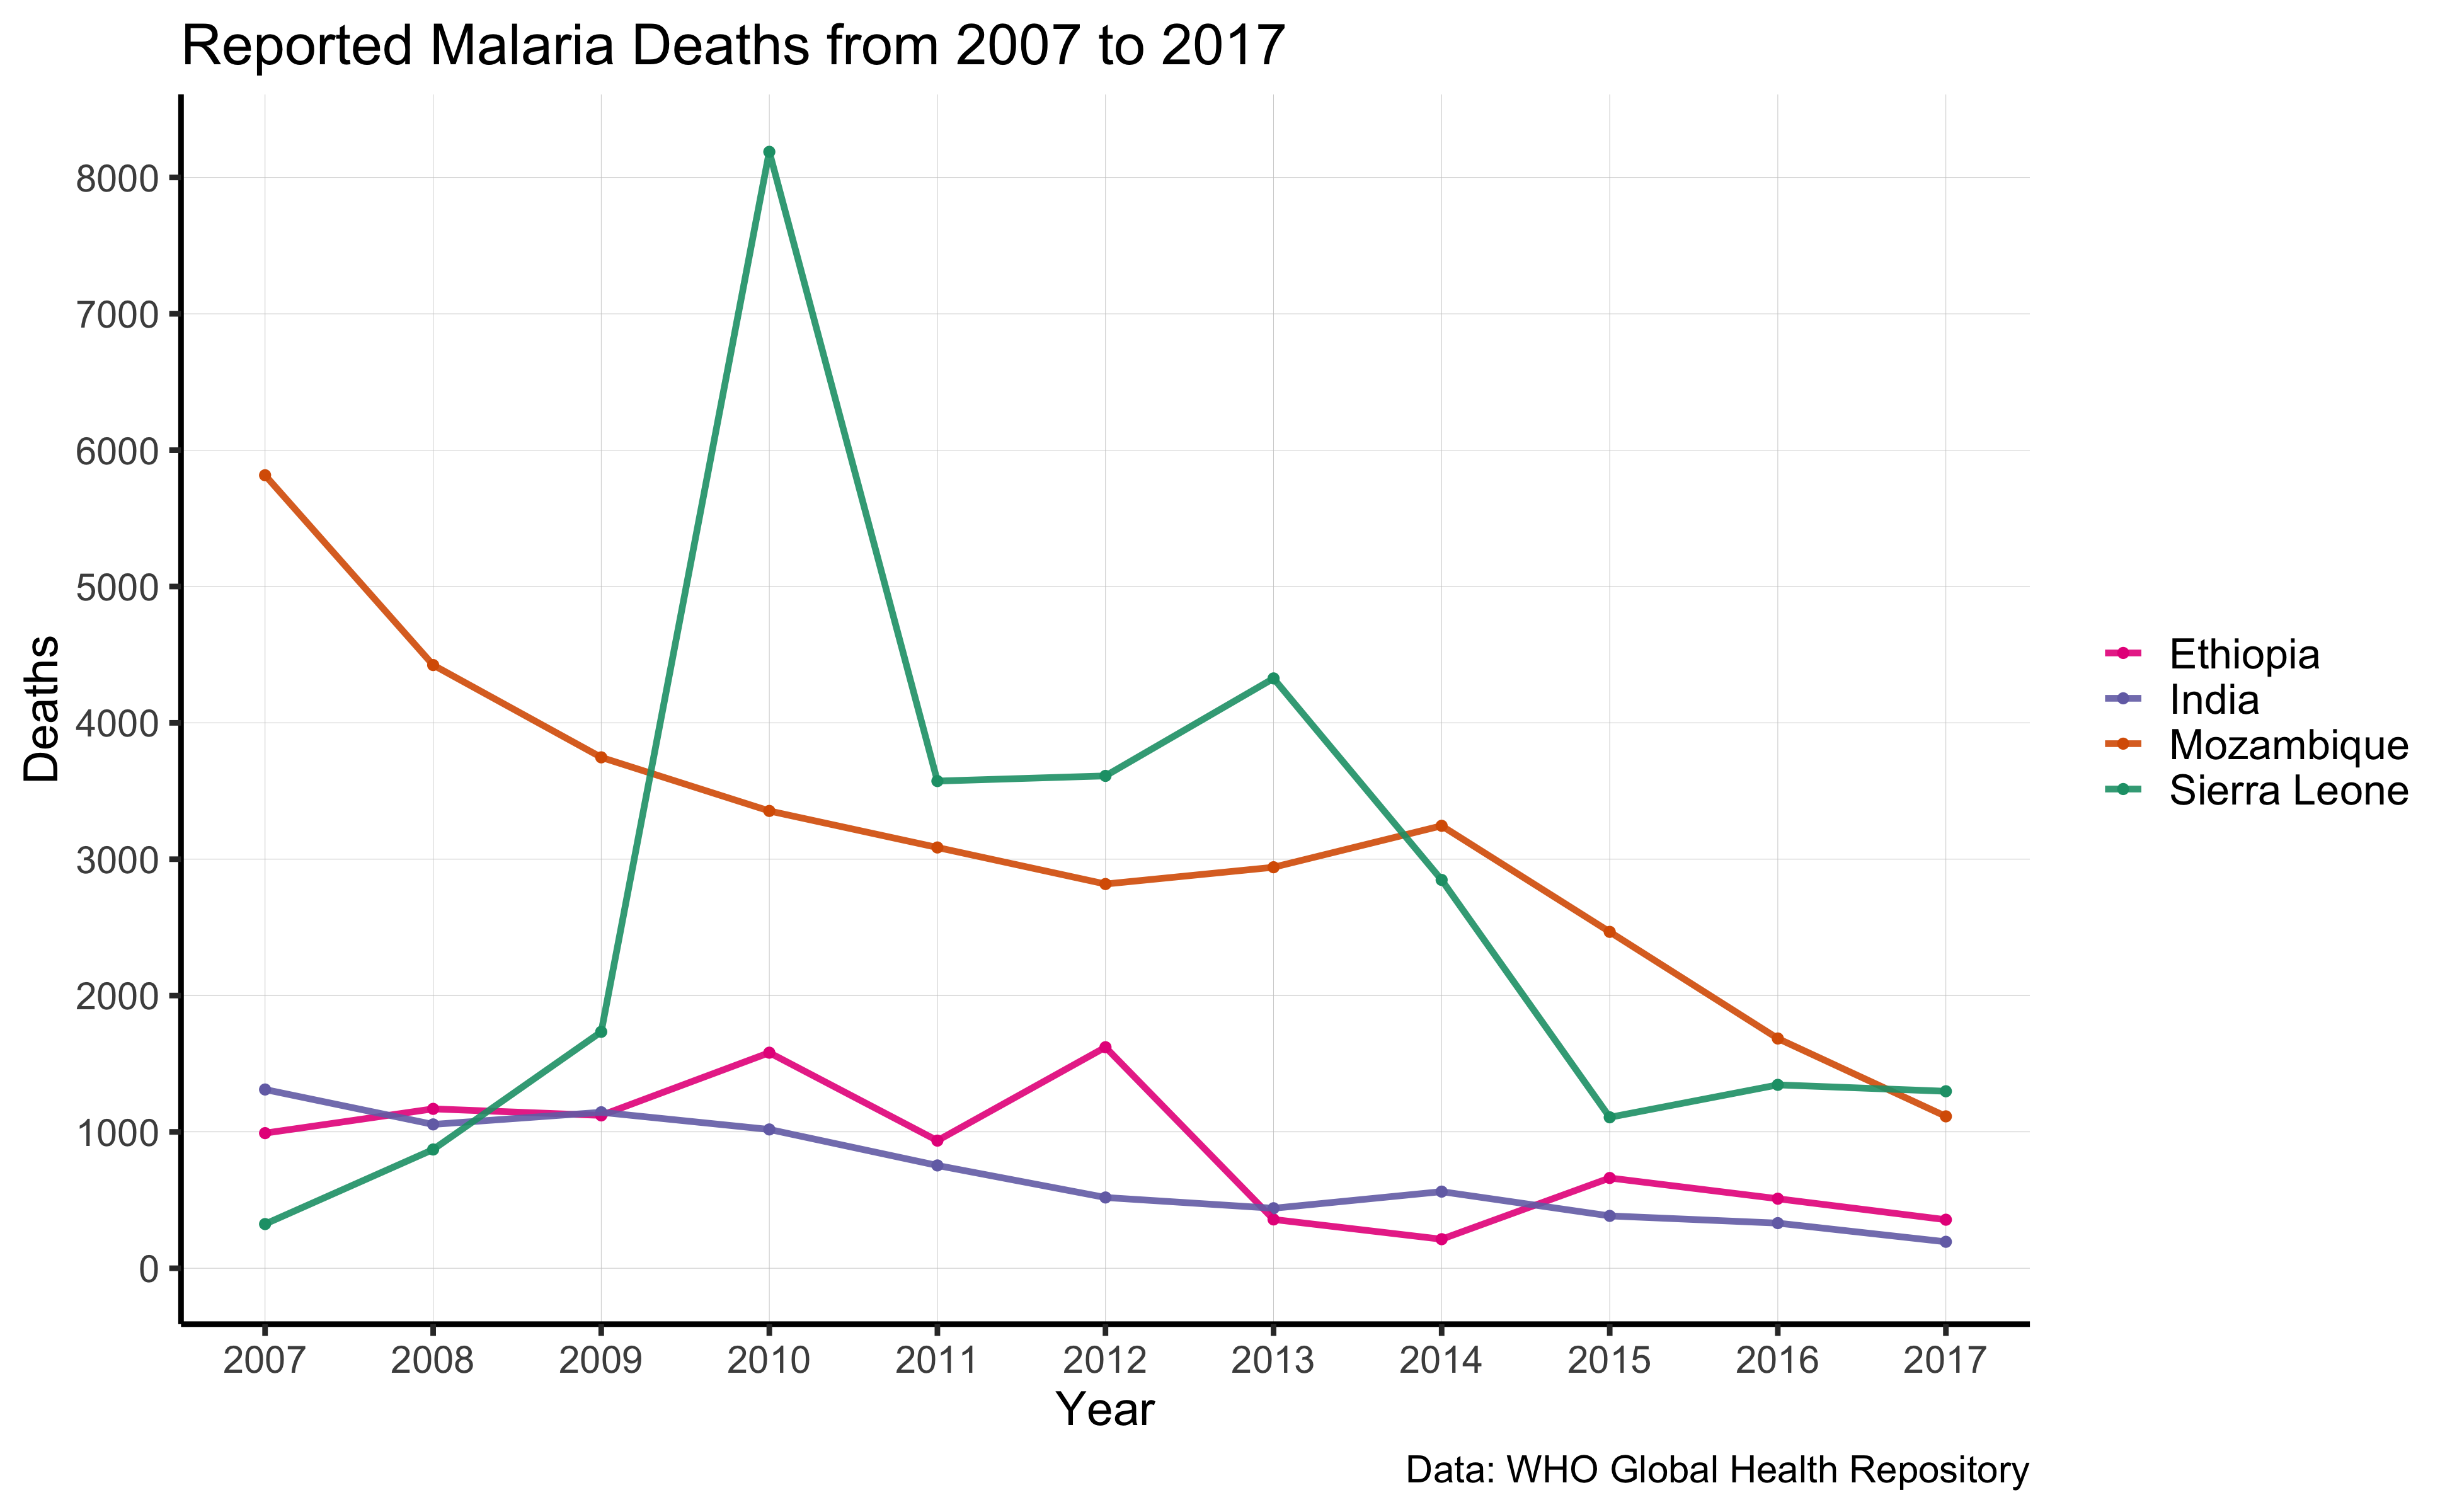 Reported Malaria Deaths from 2007 to 2017
8000
7000
6000
5000
4000
3000
2000
1000
0
Deaths
2007 2008 2009 2010 2011 2012 2013 2014 2015 2016 2017
Year
Ethiopia
India
Mozambique
Sierra Leone
Data: WHO Global Health Repository